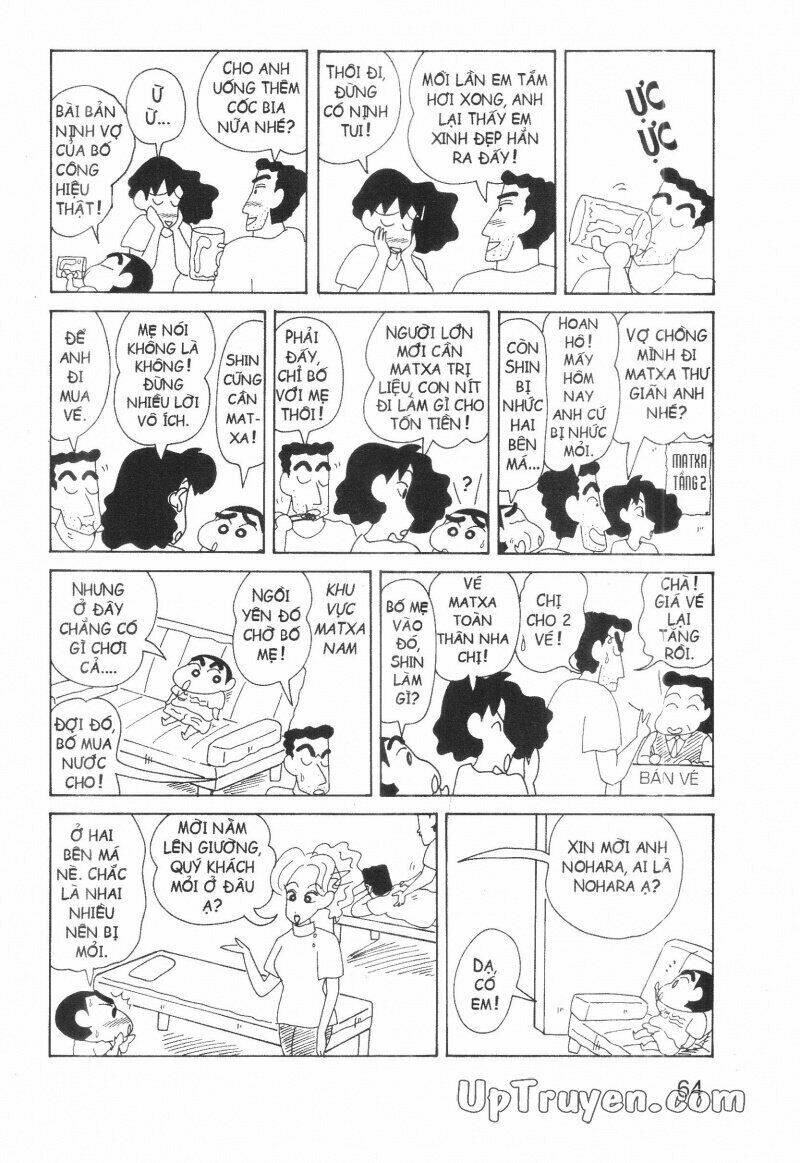 ỰC
ỰC
MỖI LẦN EM TẮM
HƠI XONG, ANH
LẠI THẤY EM
XINH ĐẸP HẲN
RA ĐẤY!
THÔI ĐI,
ĐỪNG
CÓ NỊNH
TUI!
CHO ANH
UỐNG THÊM
CỐC BIA
NỮA NHÉ?
Ừ
Ừ...
BÀI BẢN
NỊNH VỢ
CỦA BỐ
CÔNG
HIỆU
THẬT!
VỢ CHỒNG
MÌNH ĐI
MATXA THƯ
GIÃN ANH
NHÉ?
MATXA
TẦNG 2
HOAN
HÔ!
MẤY
HÔM
NAY
ANH CỨ
BỊ NHỨC
MỎI.
CÒN
SHIN
BỊ
NHỨC
HAI
BÊN
MÁ...
NGƯỜI LỚN
MỚI CẦN
MATXA TRỊ
LIỆU, CON NÍT
ĐI LÀM GÌ CHO
TỐN TIỀN!
?
PHẢI
ĐẤY,
CHỈ BỐ
VỚI MẸ
THÔI!
SHIN
CŨNG
CẦN
MAT-
XA!
MẸ NÓI
KHÔNG LÀ
KHÔNG!
ĐỪNG
NHIỀU LỜI
VÔ ÍCH.
ĐỂ
ANH
ĐI
MUA
VÉ.
CHÀ!
GIÁ VÉ
LẠI
TĂNG
RỒI.
CHỊ
CHO 2
VÉ!
BÁN VÉ
VÉ
MATXA
TOÀN
THÂN NHA
CHỊ!
BỐ MẸ
VÀO
ĐÓ,
SHIN
LÀM
GÌ?
KHU
VỰC
MATXA
NAM
NGỒI
YÊN ĐÓ
CHỜ BỐ
MẸ!
NHƯNG
Ở ĐÂY
CHẲNG CÓ
GÌ CHƠI
CẢ....
ĐỢI ĐÓ,
BỐ MUA
NƯỚC
CHO!
XIN MỜI ANH
NOHARA, AI LÀ
NOHARA Ạ?
DẠ,
CÓ
EM!
MỜI NẰM
LÊN GIƯỜNG,
QUÝ KHÁCH
MỎI Ở ĐÂU
Ạ?
Ở HAI
BÊN MÁ
NÈ. CHẮC
LÀ NHAI
NHIỀU
NÊN BỊ
MỎI.
64
UpTruyen.com